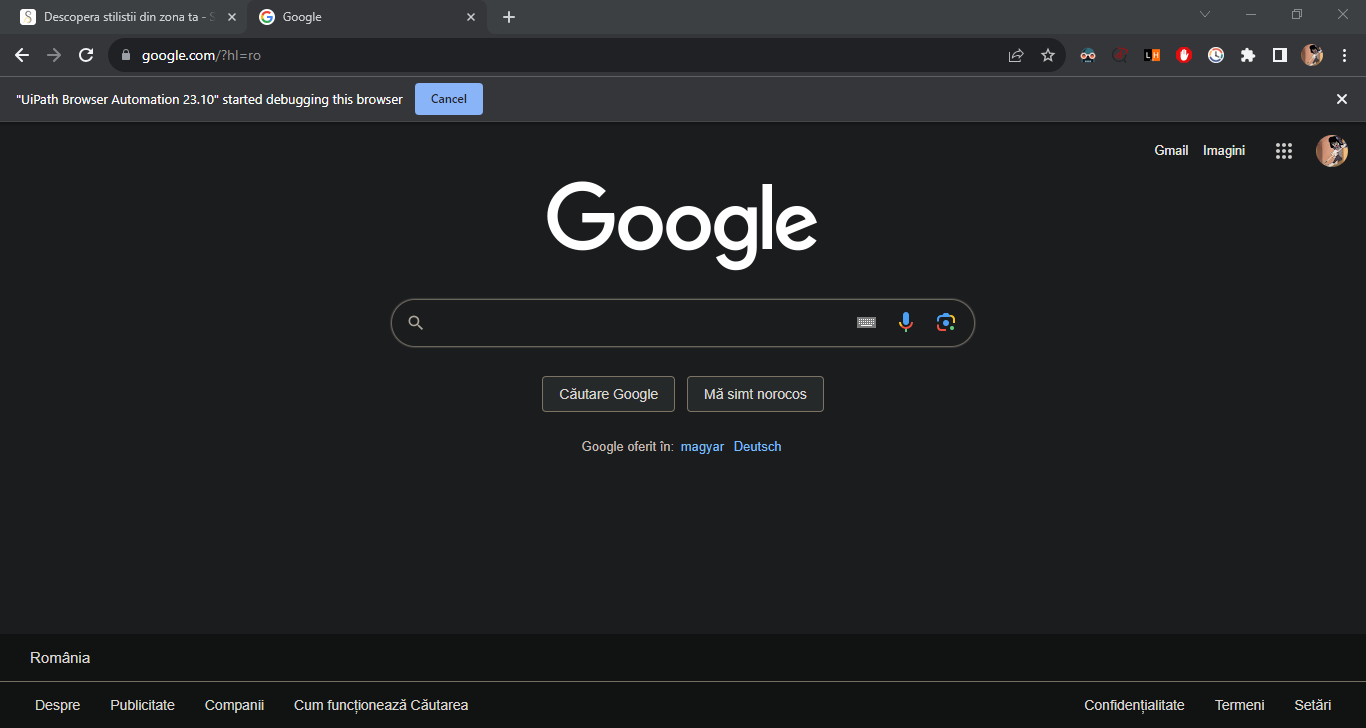 Descopera stilistii din zona ta - S
Google
google.com/?hl=ro
LH
"UiPath Browser Automation 23.10" started debugging this browser
Cancel
Gmail
Imagini
Google
Căutare Google
Mă simt norocos
Google oferit în: magyar Deutsch
România
Despre
Publicitate
Companii
Cum funcționează Căutarea
Confidențialitate
Termeni
Setări